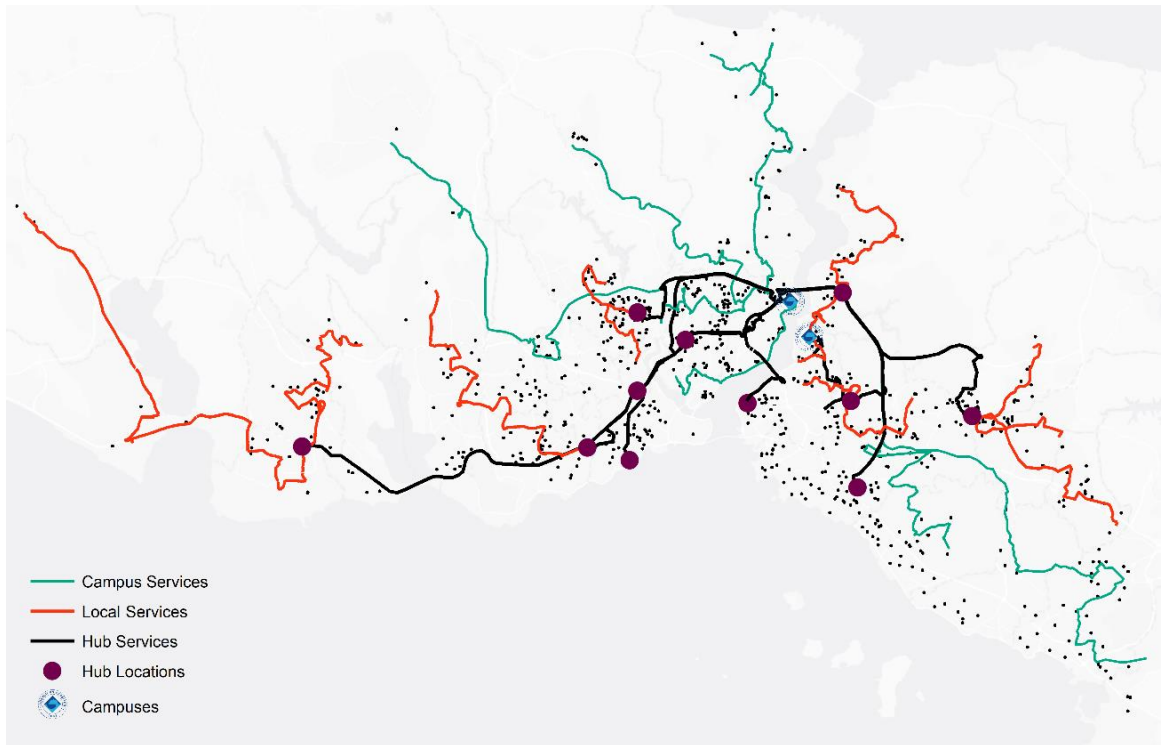 Campus Services
Local Services
Hub Services
Hub Locations
Campuses